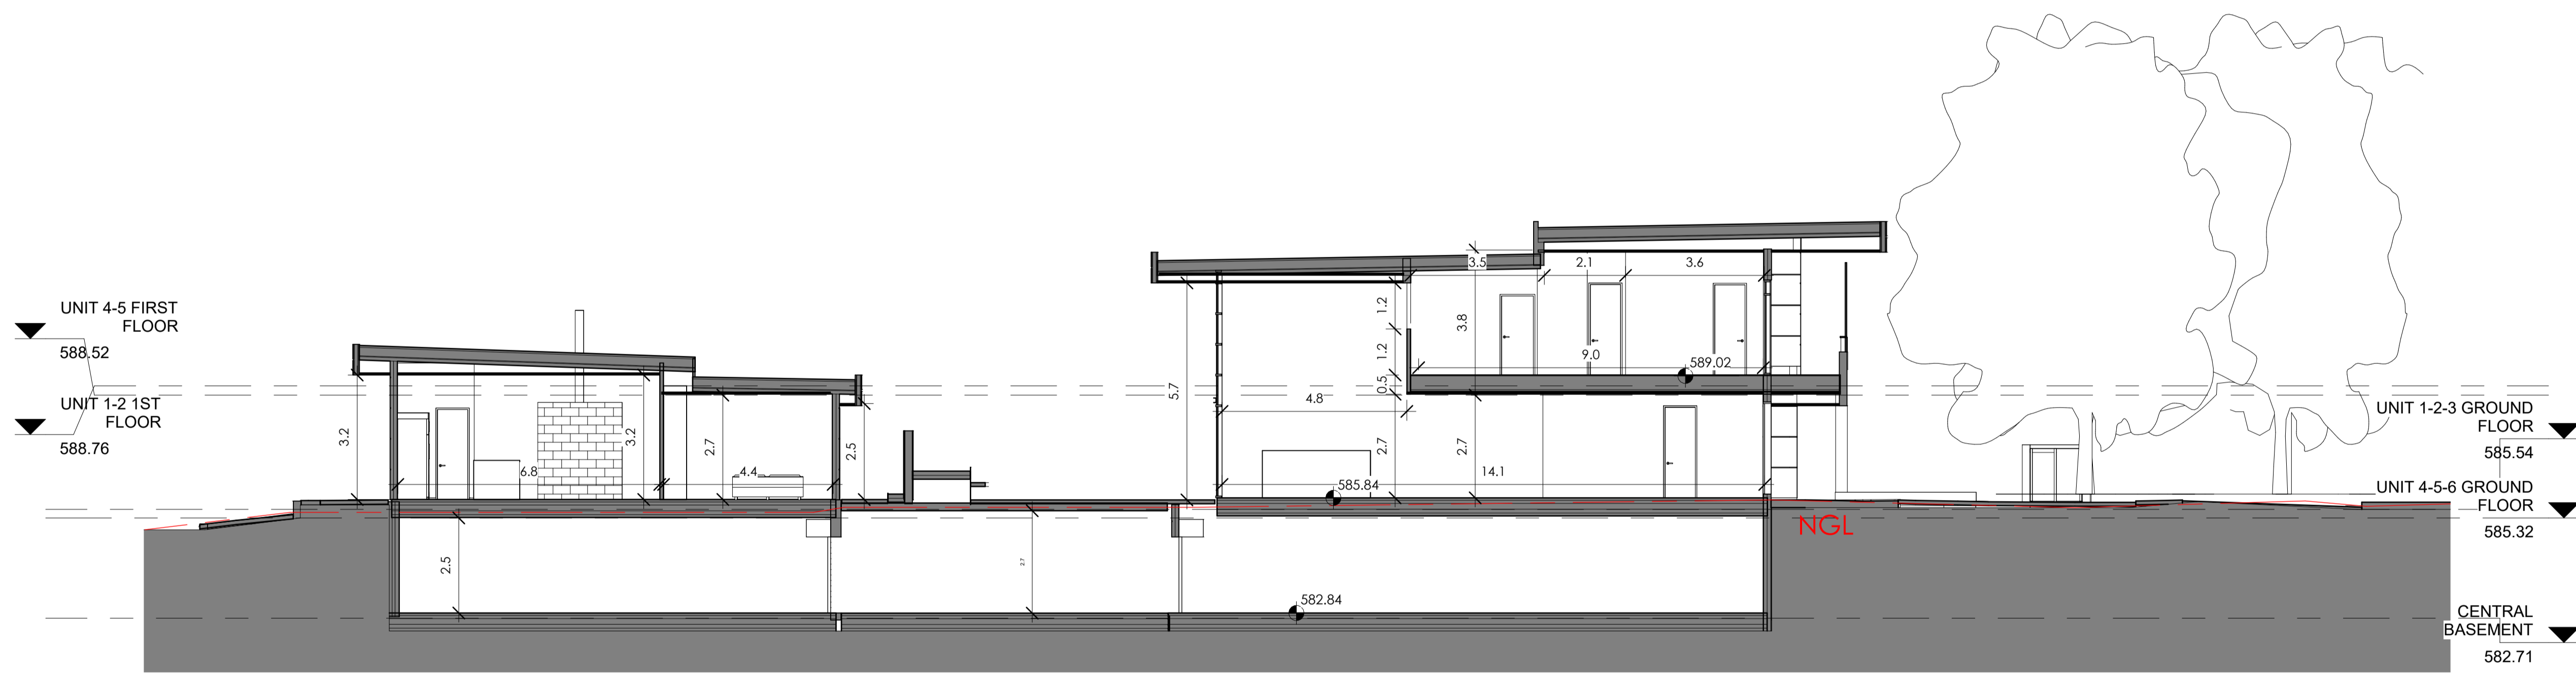 3.5
2.1
3.6
UNIT 4-5 FIRST
FLOOR
588.52
1.2
3.8
1.2
9.0
589.02
0.5
5.7
4.8
UNIT 1-2 1ST
FLOOR
588.76
UNIT 1-2-3 GROUND
FLOOR
585.54
3.2
3.2
2.7
2.5
2.7
2.7
6.8
4.4
14.1
585.84
UNIT 4-5-6 GROUND
FLOOR
585.32
NGL
2.5
2.7
582.84
CENTRAL
BASEMENT
582.71